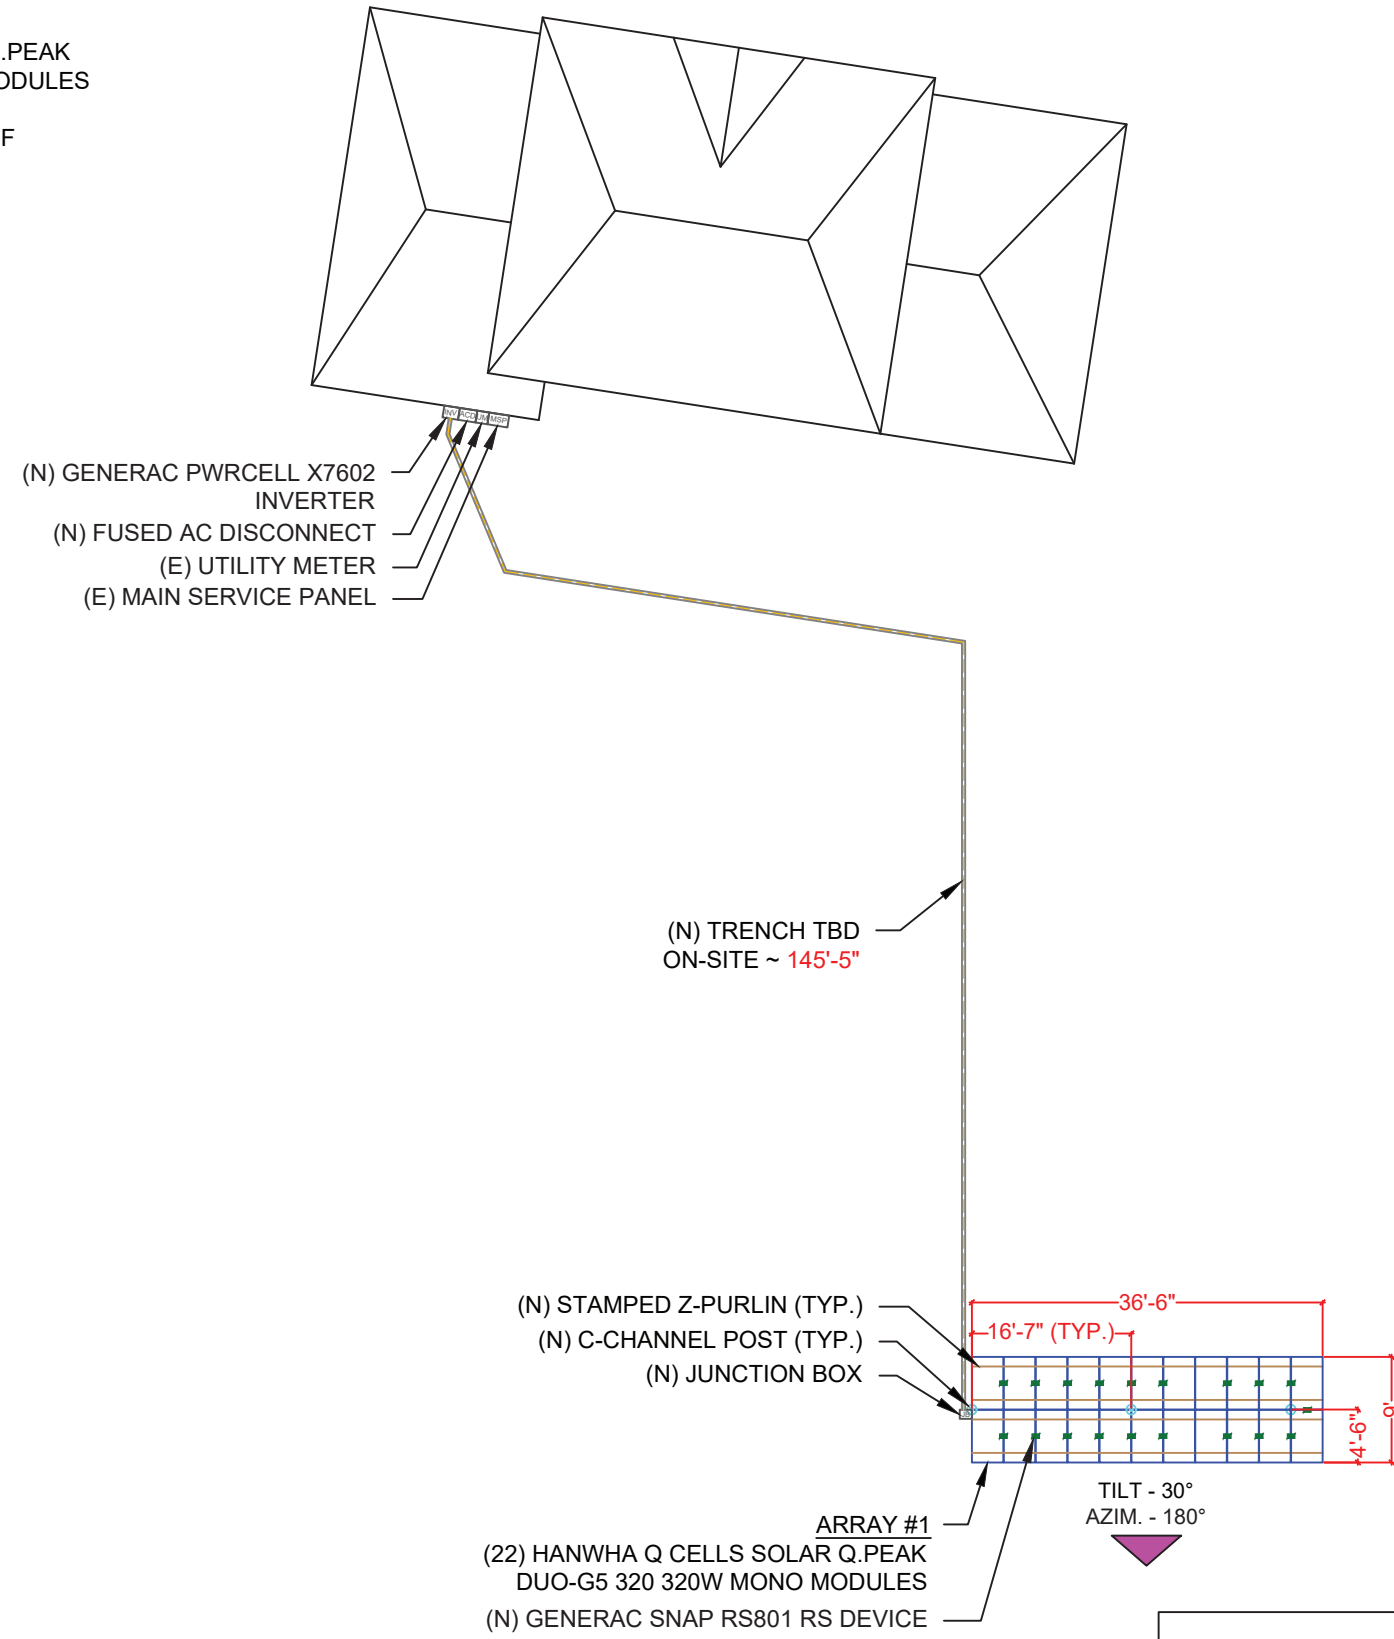 .PEAK
ODULES
F
INV ACD UM MSP
(N) GENERAC PWRCELL X7602
INVERTER
(N) FUSED AC DISCONNECT
(E) UTILITY METER
(E) MAIN SERVICE PANEL
(N) TRENCH TBD
ON-SITE ~ 145'-5"
(N) STAMPED Z-PURLIN (TYP.)
(N) C-CHANNEL POST (TYP.)
(N) JUNCTION BOX
36'-6"
16'-7" (TYP.)
4'-6"
9'
TILT - 30°
AZIM. - 180°
ARRAY #1
(22) HANWHA Q CELLS SOLAR Q.PEAK
DUO-G5 320 320W MONO MODULES
(N) GENERAC SNAP RS801 RS DEVICE